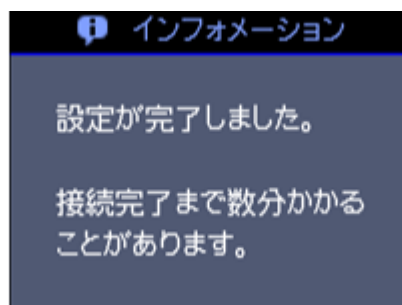 インフォメーション
設定が完了しました。
接続完了まで数分かかる
ことがあります。